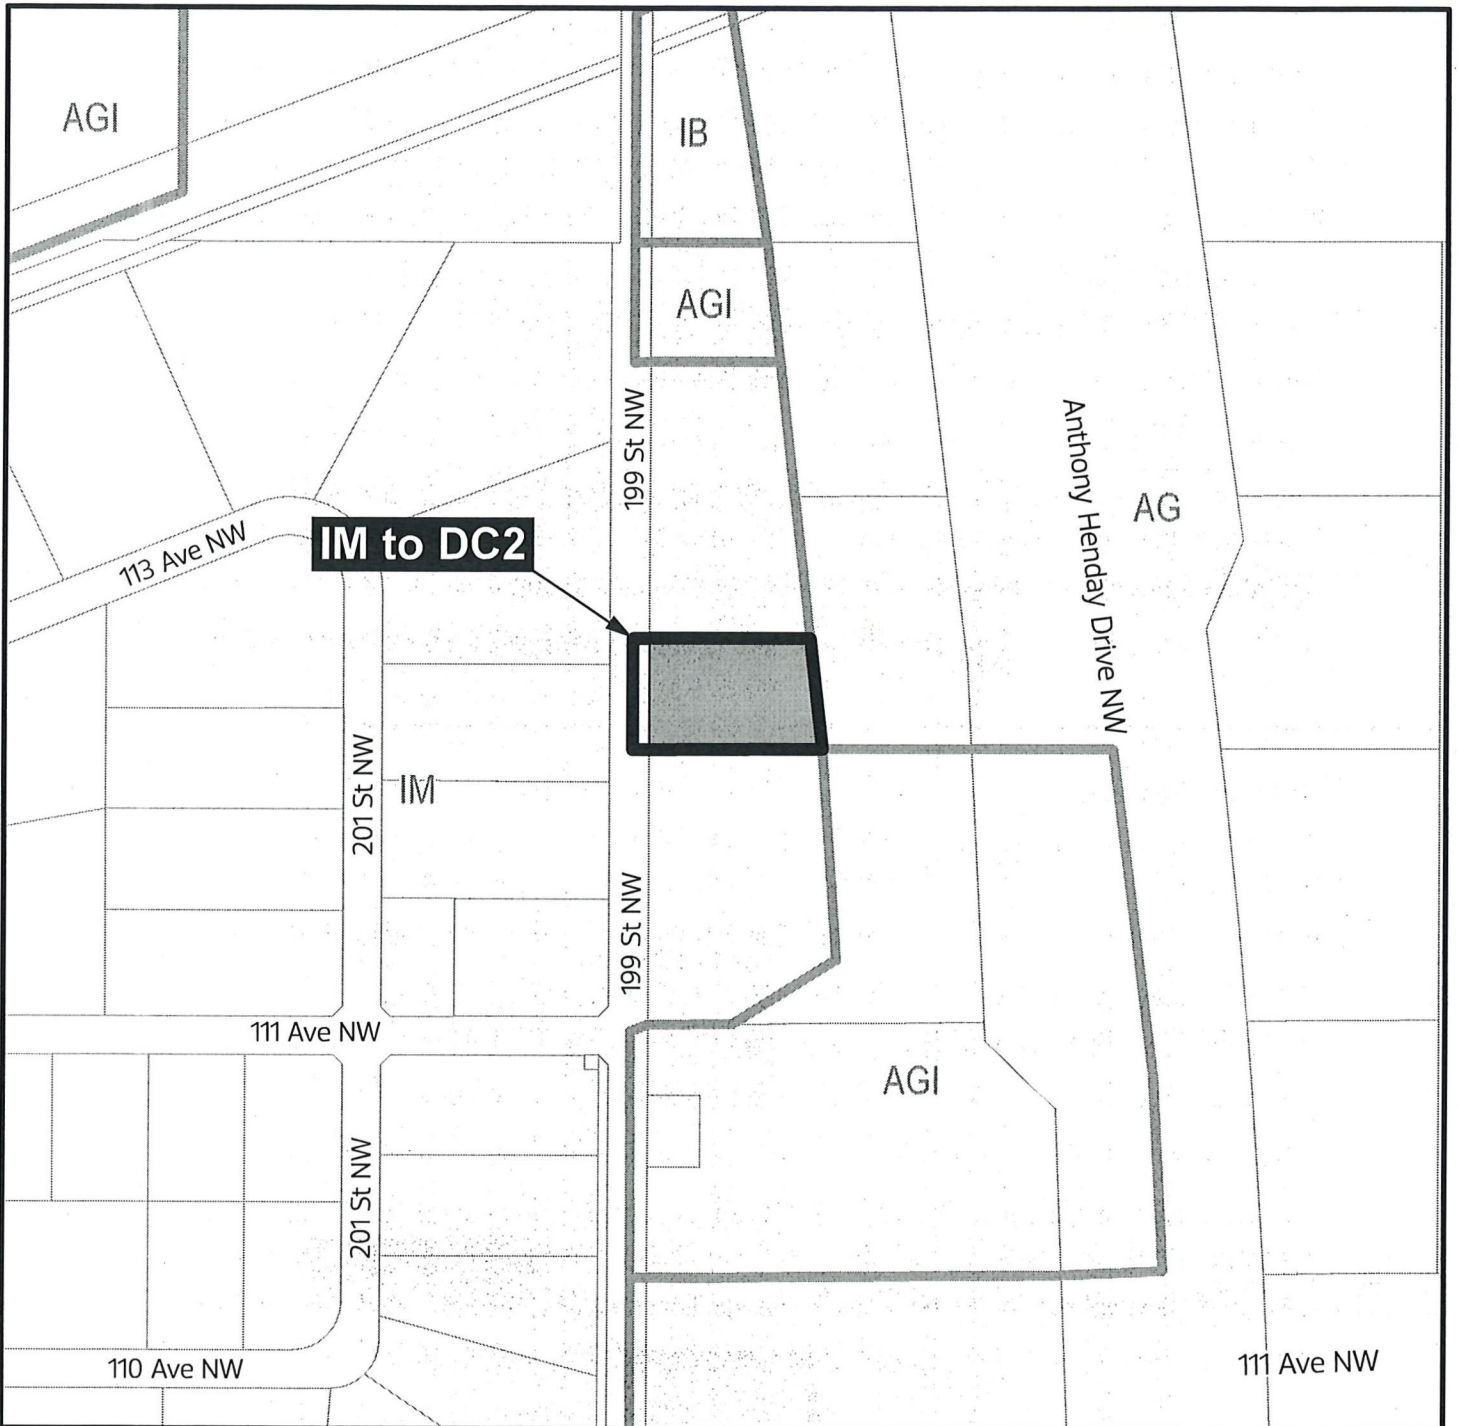 AGI
IB
AGI
199 St NW
Anthony Henday Drive NW
AG
113 Ave NW
IM to DC2
201 St NW
IM
199 St NW
111 Ave NW
AGI
201 St NW
110 Ave NW
111 Ave NW